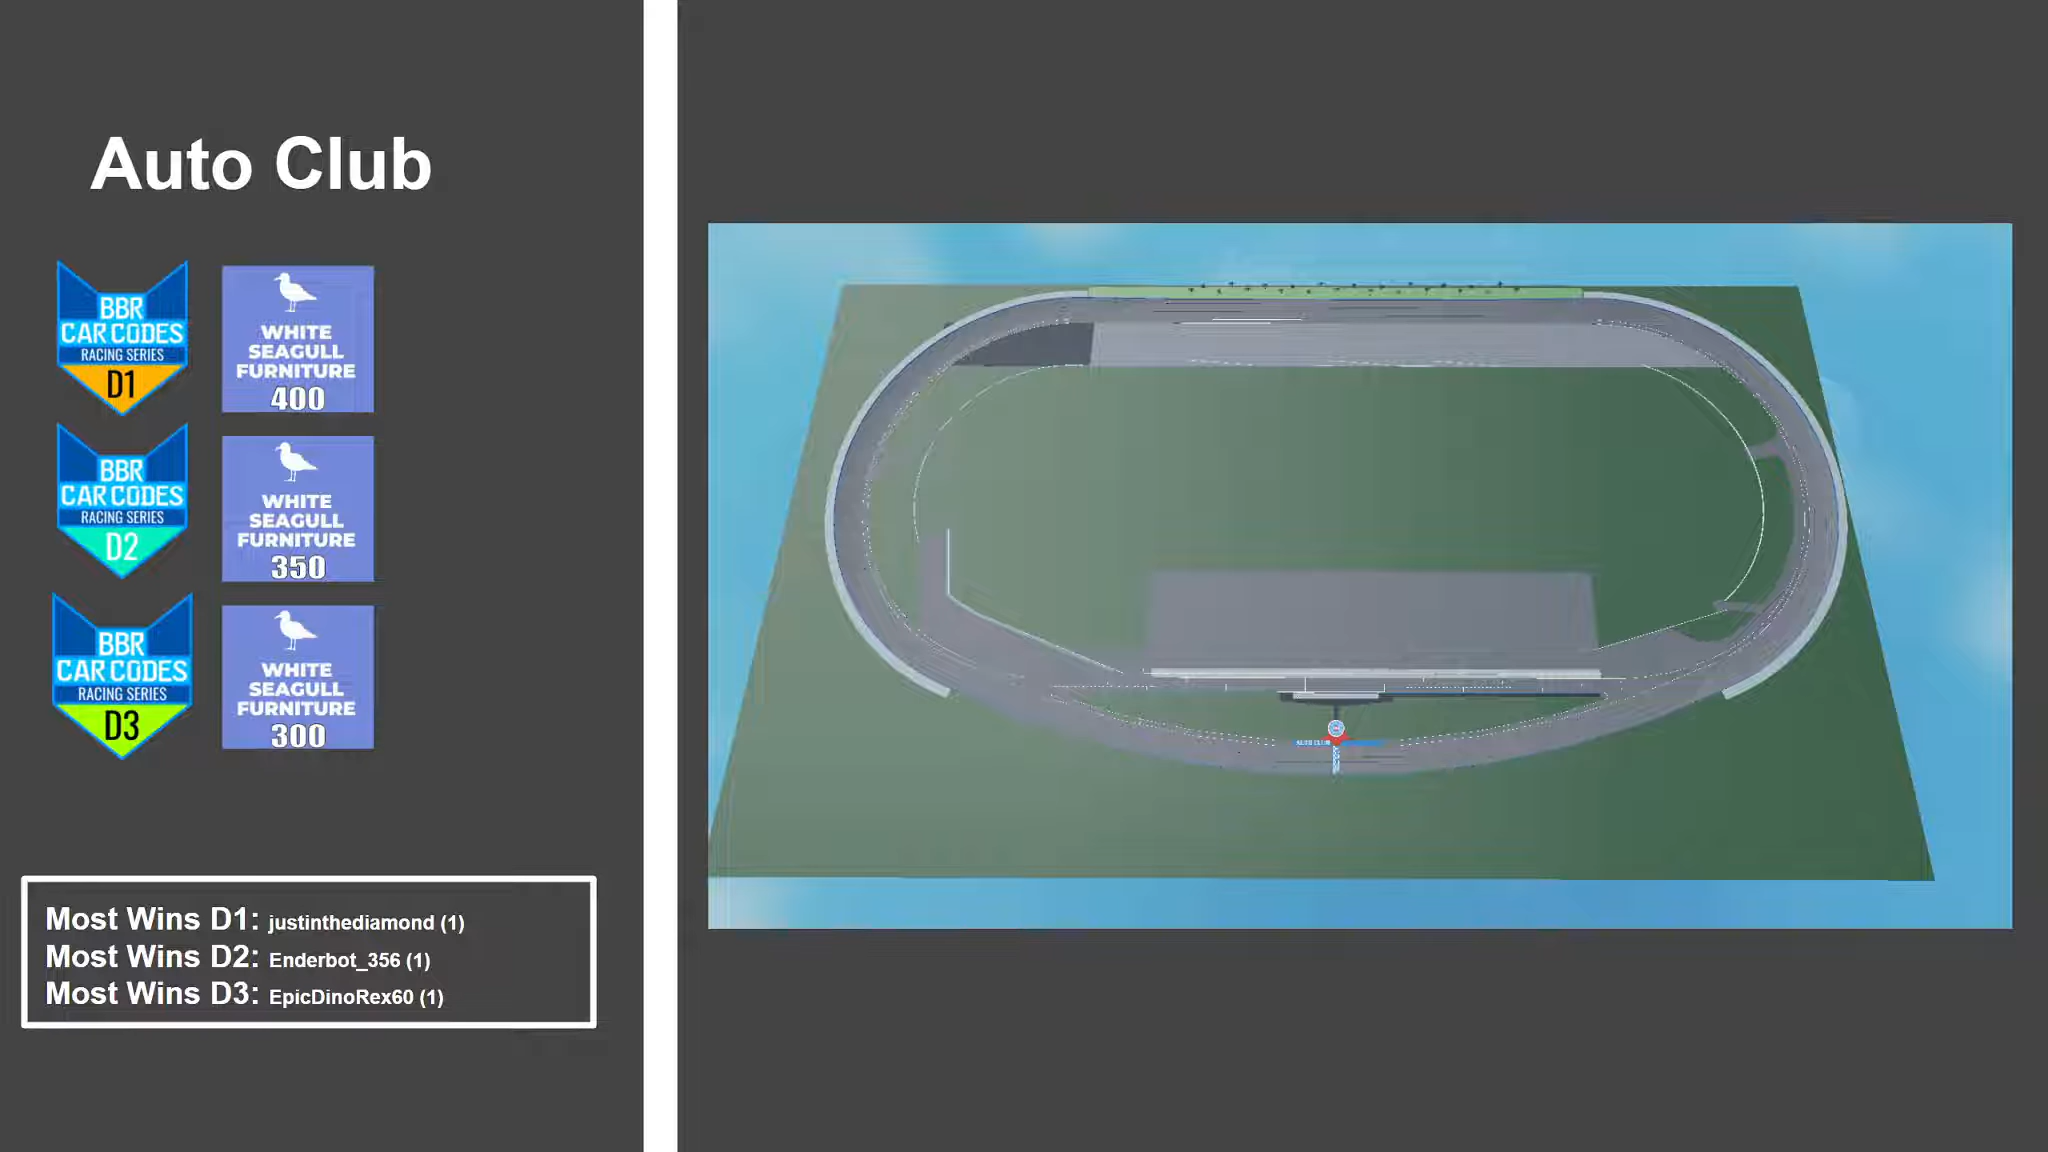 Auto Club
BBR
CAR CODES
RACING SERIES
D1
WHITE
SEAGULL
FURNITURE
400
BBR
CAR CODES
RACING SERIES
D2
WHITE
SEAGULL
FURNITURE
350
BBR
CAR CODES
RACING SERIES
D3
WHITE
SEAGULL
FURNITURE
300
Most Wins D1: justinthediamond (1)
Most Wins D2: Enderbot_356 (1)
Most Wins D3: EpicDinoRex60 (1)
AUTO CLUB